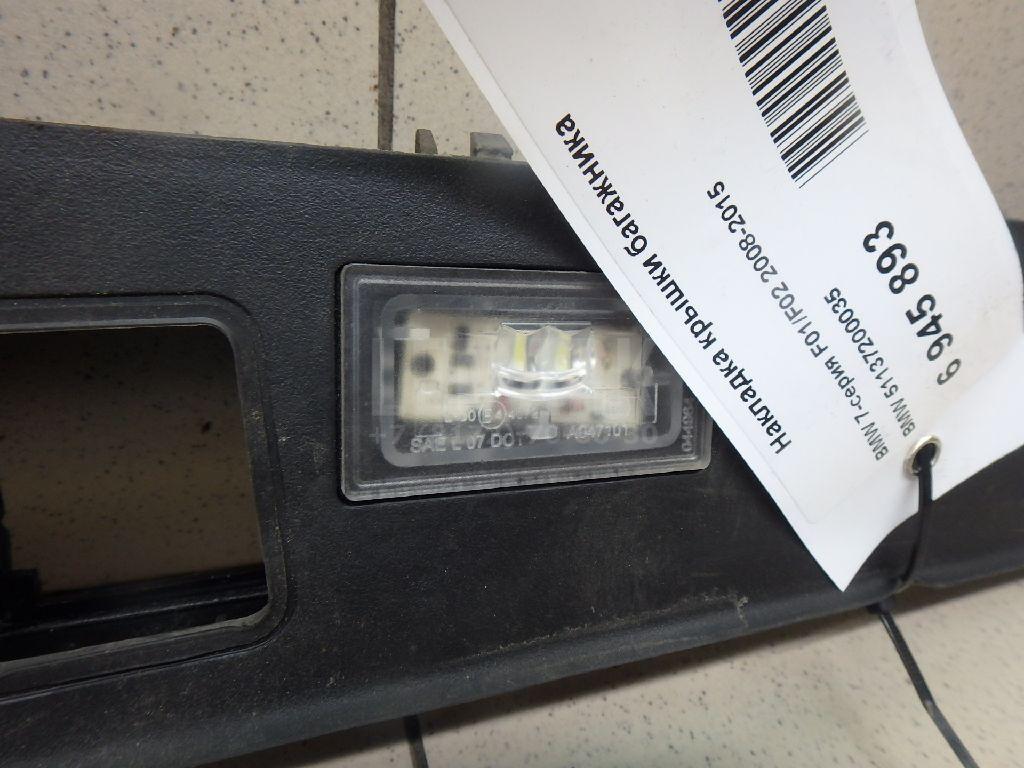 Накладка крышки багажника
BMW 7-серия F01/F02 2008-2015
BMW 51137200035
6 945 893
SAE L 07 DOT